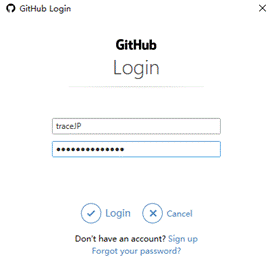 GitHub Login
GitHub
Login
traceJP
●●●●●●●●●●●●●●
Login Cancel
Don't have an account? Sign up
Forgot your password?